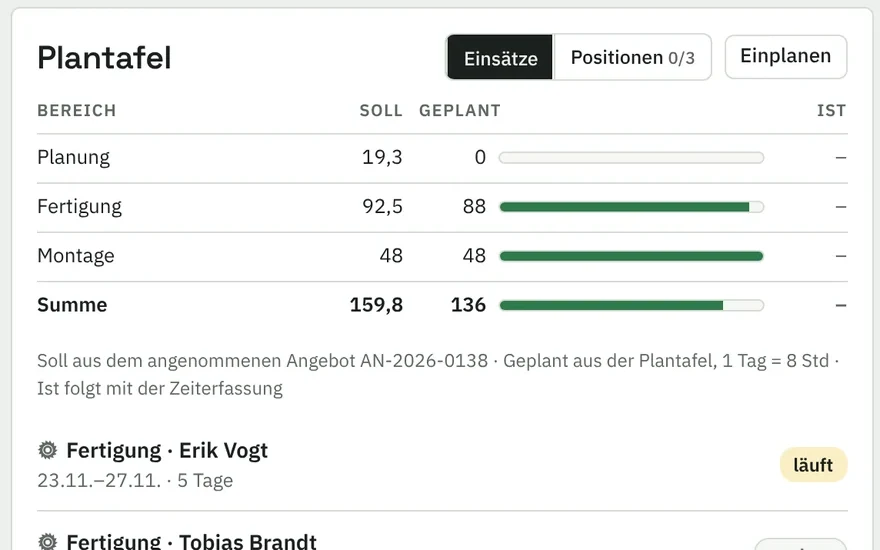 Plantafel
Einsätze
Positionen 0/3
Einplanen
BEREICH SOLL GEPLANT IST
Planung 19,3 0 –
Fertigung 92,5 88 –
Montage 48 48 –
Summe 159,8 136 –
Soll aus dem angenommenen Angebot AN-2026-0138 · Geplant aus der Plantafel, 1 Tag = 8 Std ·
Ist folgt mit der Zeiterfassung
Fertigung · Erik Vogt
23.11.–27.11. · 5 Tage
läuft
Fertigung · Tobias Brandt